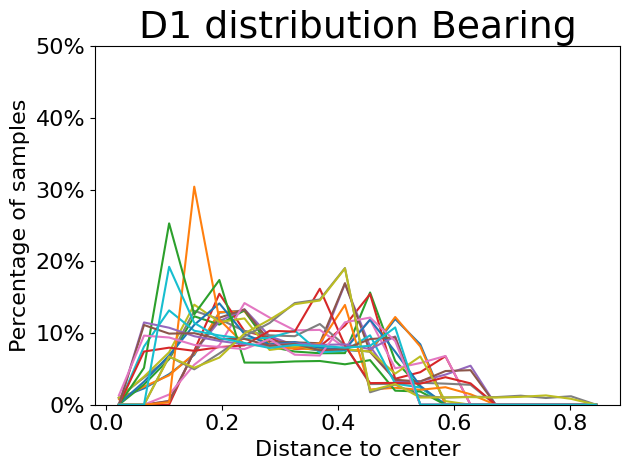 D1 distribution Bearing
50%
40%
30%
20%
10%
0%
Percentage of samples
0.0 0.2 0.4 0.6 0.8
Distance to center